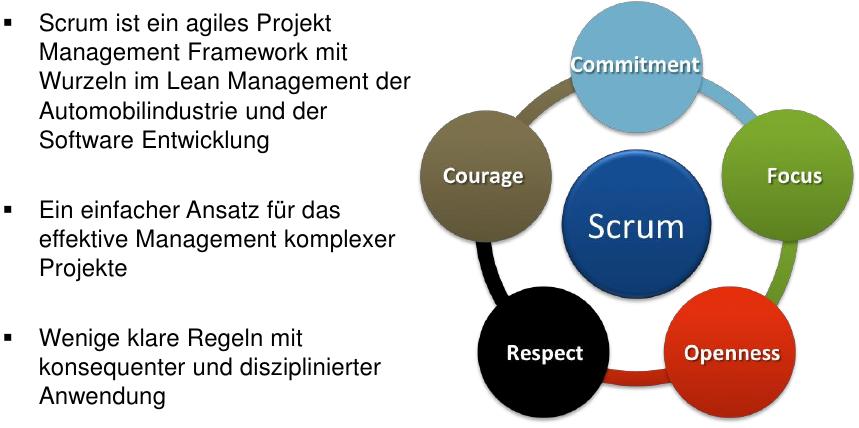 ▪ Scrum ist ein agiles Projekt
Management Framework mit
Wurzeln im Lean Management der
Automobilindustrie und der
Software Entwicklung
▪ Ein einfacher Ansatz für das
effektive Management komplexer
Projekte
▪ Wenige klare Regeln mit
konsequenter und disziplinierter
Anwendung
Commitment
Courage
Focus
Scrum
Respect
Openness